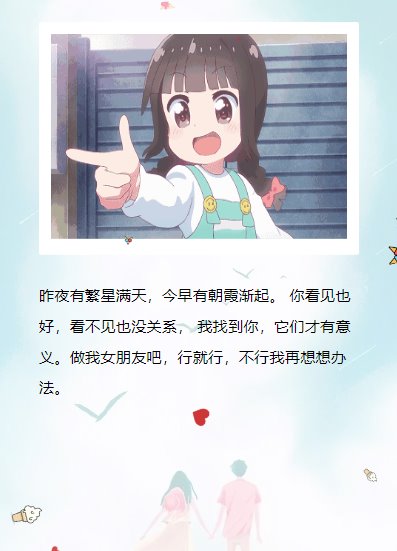 昨夜有繁星满天，今早有朝霞渐起。 你看见也
好，看不见也没关系， 我找到你，它们才有意
义。做我女朋友吧，行就行，不行我再想想办
法。